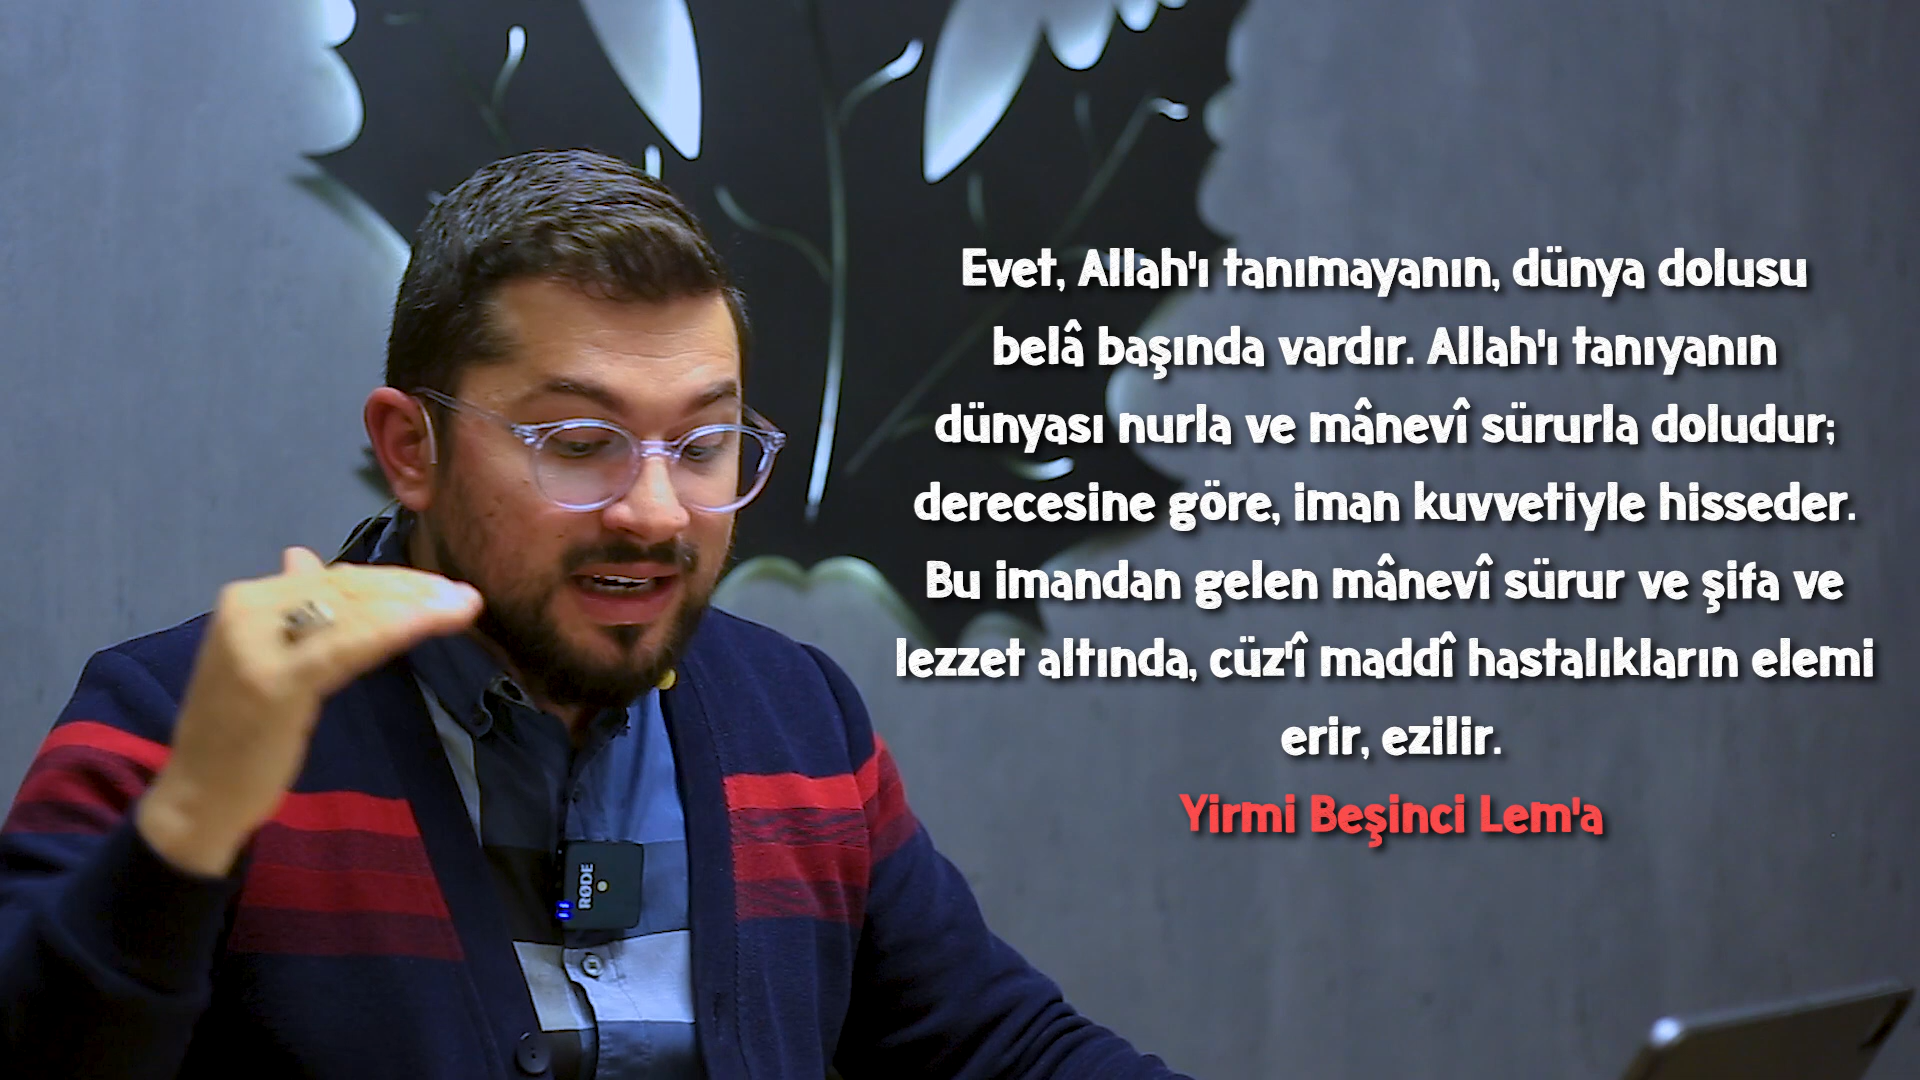 Evet, Allah'ı tanımayanın, dünya dolusu
belâ başında vardır. Allah'ı tanıyanın
dünyası nurla ve mânevî sürurla doludur;
derecesine göre, iman kuvvetiyle hisseder.
Bu imandan gelen mânevî sürur ve şifa ve
lezzet altında, cüz'î maddî hastalıkların elemi
erir, ezilir.
Yirmi Beşinci Lem'a
RØDE